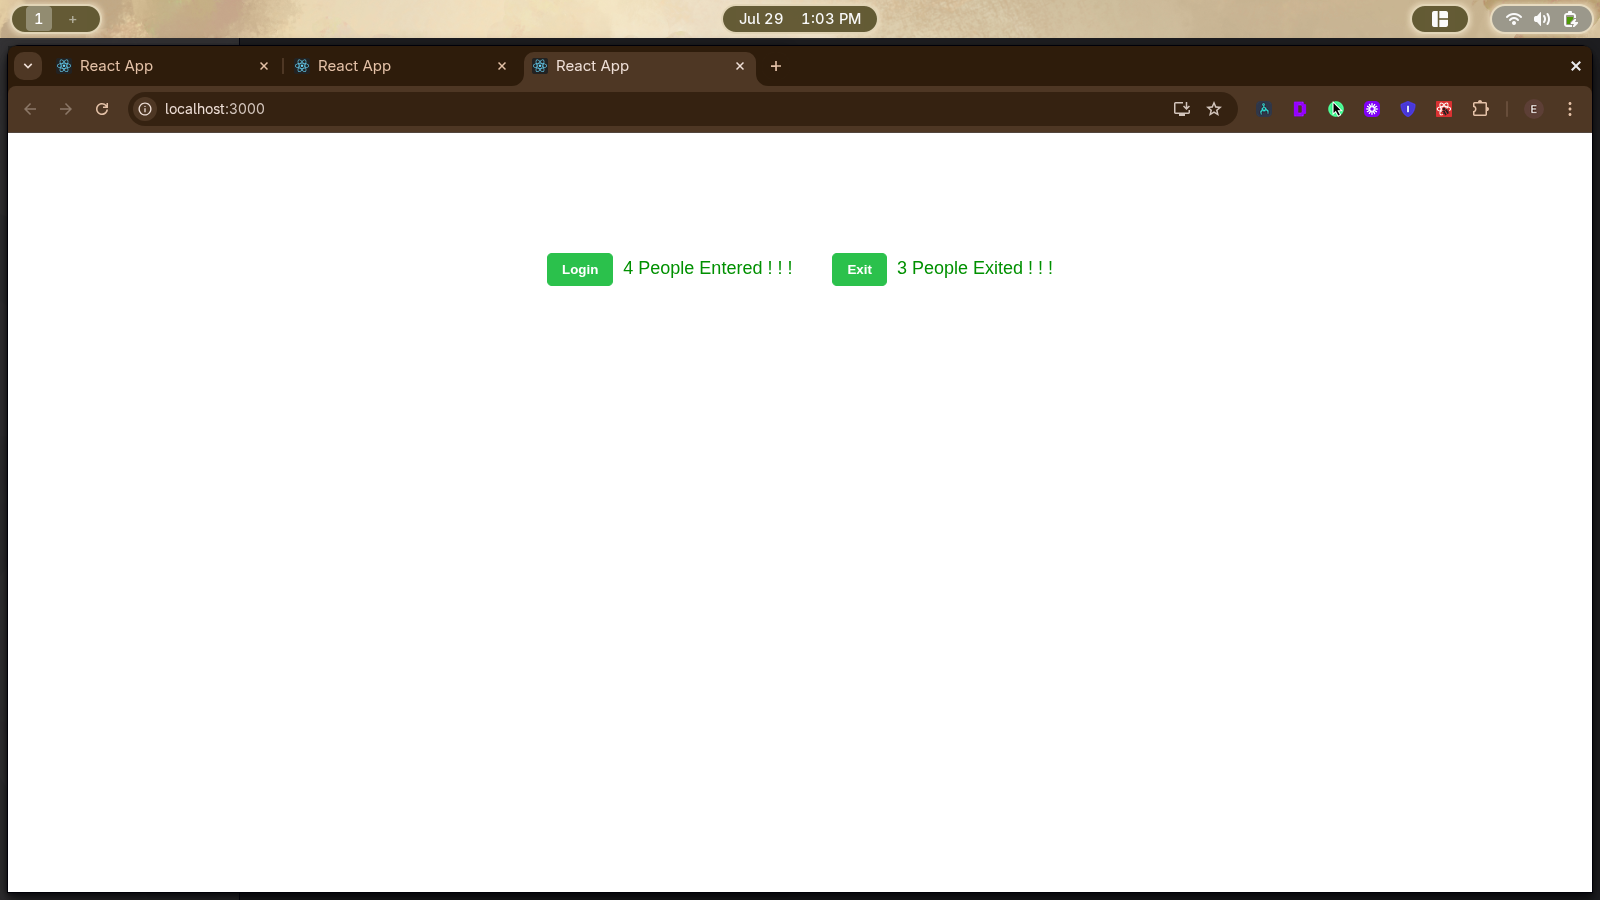 1 +
Jul 29 1:03 PM
React App
React App
React App
localhost:3000
E
Login 4 People Entered ! ! ! Exit 3 People Exited ! ! !